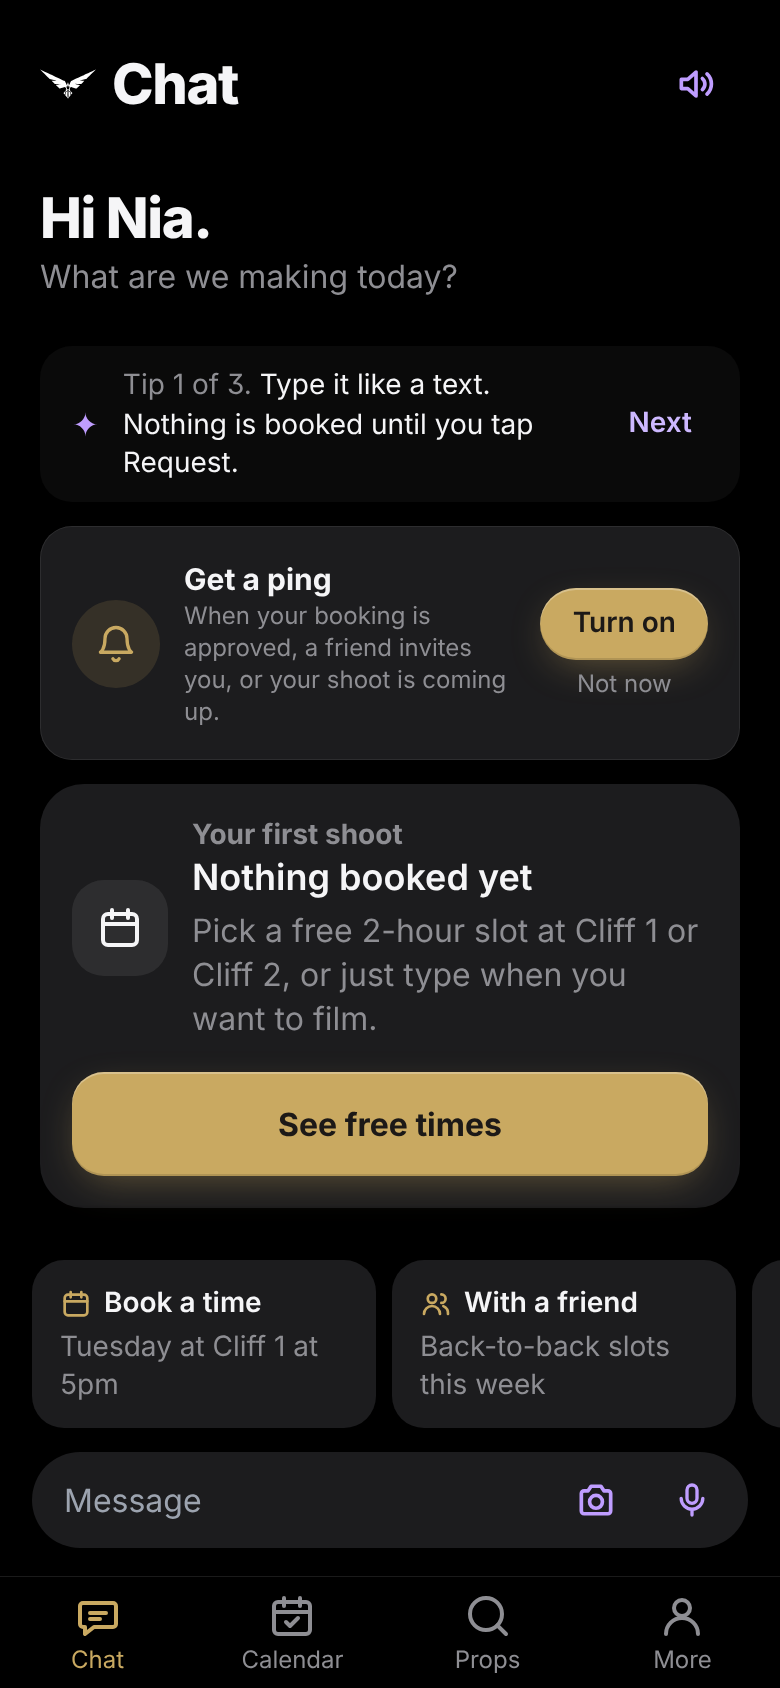 Chat
Hi Nia.
What are we making today?
Tip 1 of 3. Type it like a text.
Nothing is booked until you tap
Request.
Next
Get a ping
When your booking is
approved, a friend invites
you, or your shoot is coming
up.
Turn on
Not now
Your first shoot
Nothing booked yet
Pick a free 2-hour slot at Cliff 1 or
Cliff 2, or just type when you
want to film.
See free times
Book a time
Tuesday at Cliff 1 at
5pm
With a friend
Back-to-back slots
this week
Message
Chat
Calendar
Props
More